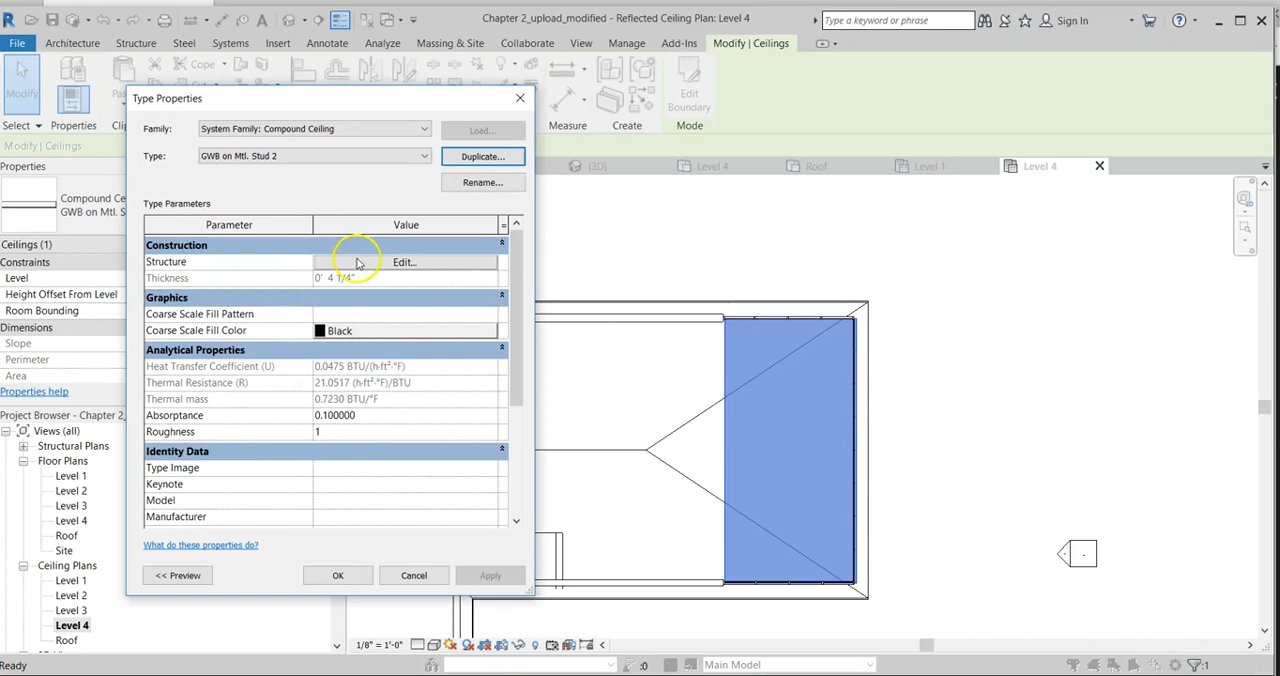 Chapter 2_upload_modified - Reflected Ceiling Plan: Level 4
Type a keyword or phrase
Sign In
File Architecture Structure Steel Systems Insert Annotate Analyze Massing & Site Collaborate View Manage Add-Ins Modify | Ceilings
Cope
Modify
Edit
Boundary
Select Properties Measure Create Mode
Modify | Ceilings
Properties
Compound Ce
GWB on Mtl. S
Ceilings (1)
Constraints
Level
Height Offset From Level
Room Bounding
Dimensions
Slope
Perimeter
Area
Properties help
Project Browser - Chapter 2_
Views (all)
Structural Plans
Floor Plans
Level 1
Level 2
Level 3
Level 4
Roof
Site
Ceiling Plans
Level 1
Level 2
Level 3
Level 4
Roof
Ready
Type Properties
Family: System Family: Compound Ceiling Load...
Type: GWB on Mtl. Stud 2 Duplicate...
Rename...
Type Parameters
Parameter Value =
Construction
Structure Edit...
Thickness 0' 4 1/4"
Graphics
Coarse Scale Fill Pattern
Coarse Scale Fill Color Black
Analytical Properties
Heat Transfer Coefficient (U) 0.0475 BTU/(h·ft²·°F)
Thermal Resistance (R) 21.0517 (h·ft²·°F)/BTU
Thermal mass 0.7230 BTU/°F
Absorptance 0.100000
Roughness 1
Identity Data
Type Image
Keynote
Model
Manufacturer
What do these properties do?
<< Preview OK Cancel Apply
{3D} Level 4 Roof Level 1 Level 4
1/8" = 1'-0"
:0 Main Model :1